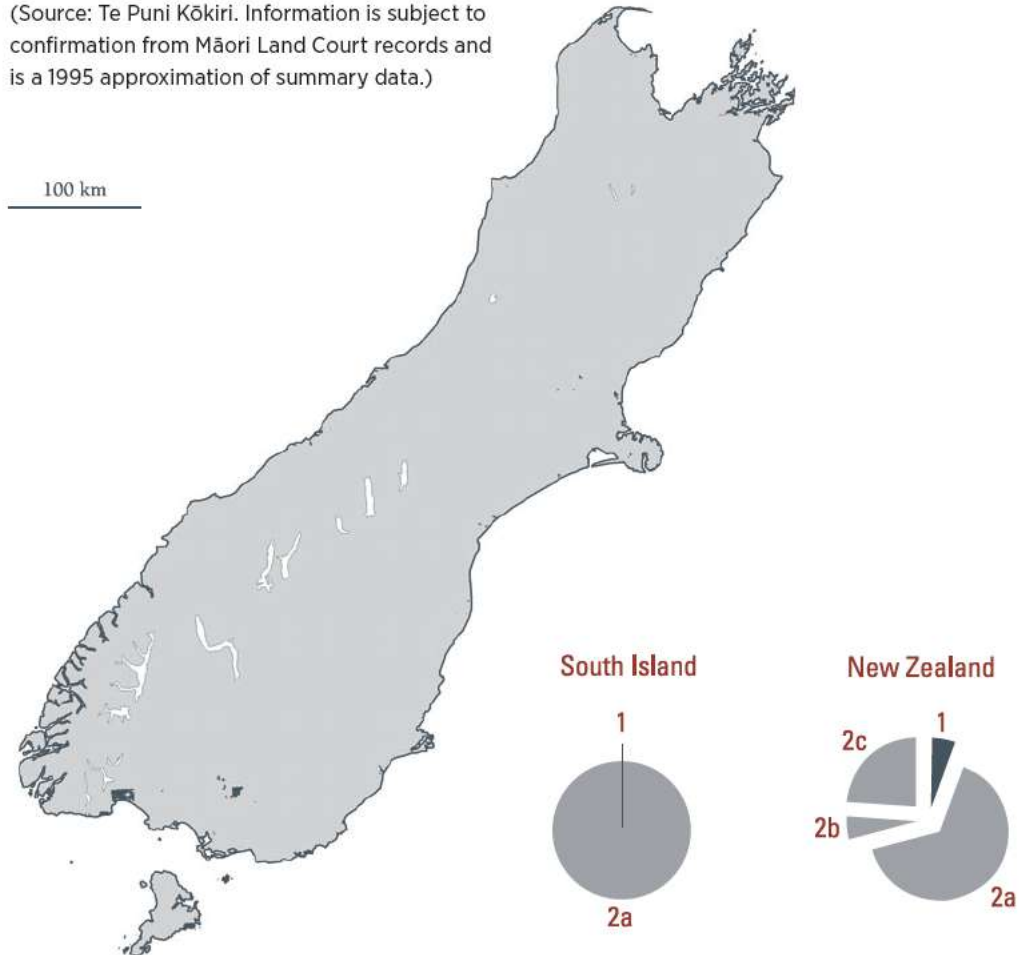 (Source: Te Puni Kōkiri. Information is subject to
confirmation from Māori Land Court records and
is a 1995 approximation of summary data.)
100 km
South Island
1
2a
New Zealand
2c
1
2b
2a